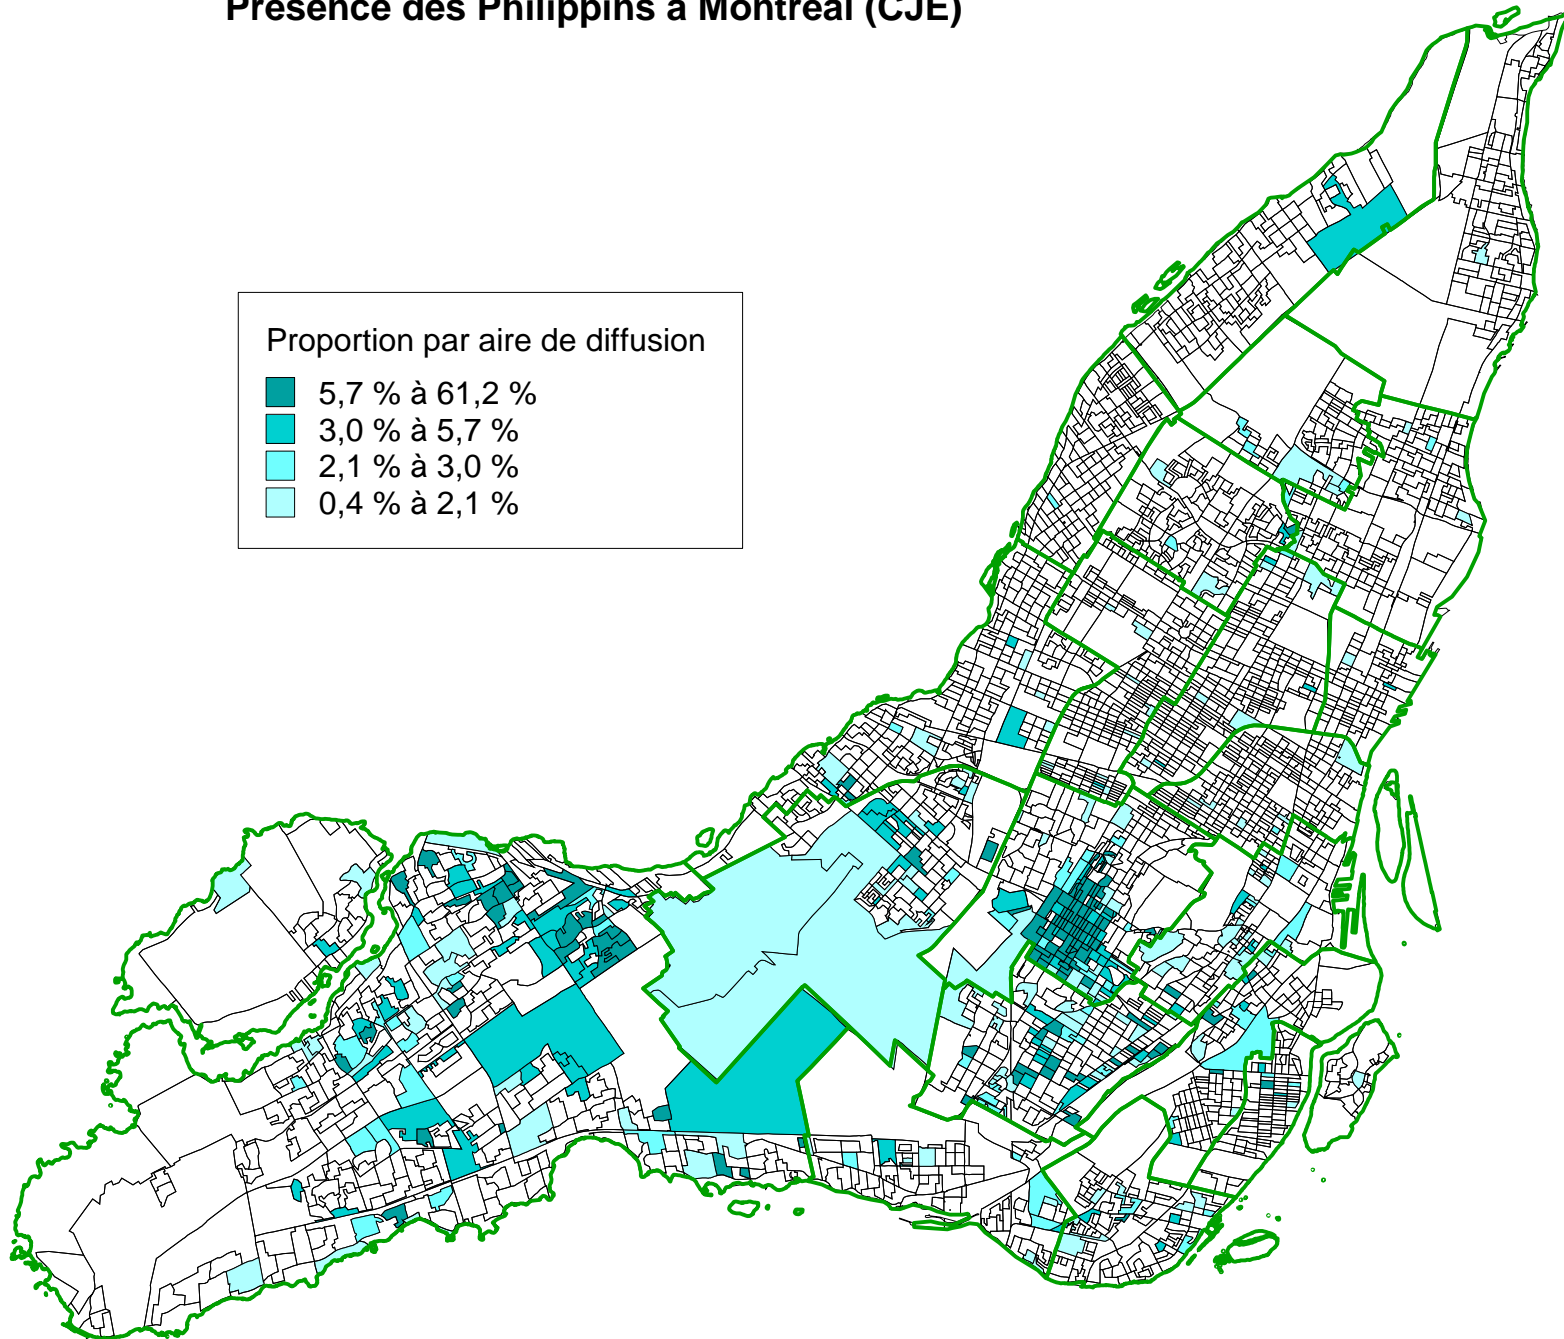 Présence des Philippins à Montréal (CJE)
Proportion par aire de diffusion
5,7 % à 61,2 %
3,0 % à 5,7 %
2,1 % à 3,0 %
0,4 % à 2,1 %